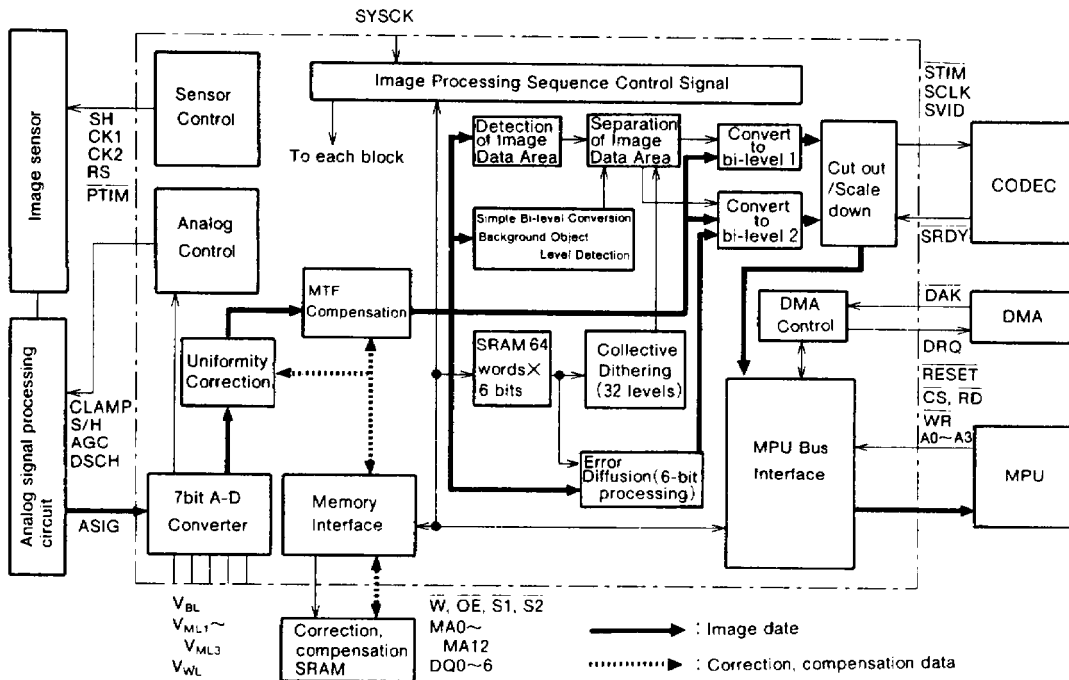 SYSCK
Image Processing Sequence Control Signal
To each block
Image sensor
Sensor
Control
SH
CK1
CK2
RS
PTIM
Analog
Control
Analog signal processing
circuit
CLAMP
S/H
AGC
DSCH
ASIG
7bit A-D
Converter
Uniformity
Correction
MTF
Compensation
Memory
Interface
Detection
of Image
Data Area
Separation
of Image
Data Area
Simple Bi-level Conversion
Background Object
Level Detection
SRAM 64
words×
6 bits
Collective
Dithering
(32 levels)
Error
Diffusion(6-bit
processing)
Convert
to
bi-level 1
Convert
to
bi-level 2
Cut out
/Scale
down
DMA
Control
MPU Bus
Interface
STIM
SCLK
SVID
CODEC
SRDY
DAK
DMA
DRQ
RESET
CS, RD
WR
A0~A3
MPU
VBL
VML1~
VML3
VWL
Correction,
compensation
SRAM
W, OE, S1, S2
MA0~
MA12
DQ0~6
: Image date
: Correction, compensation data